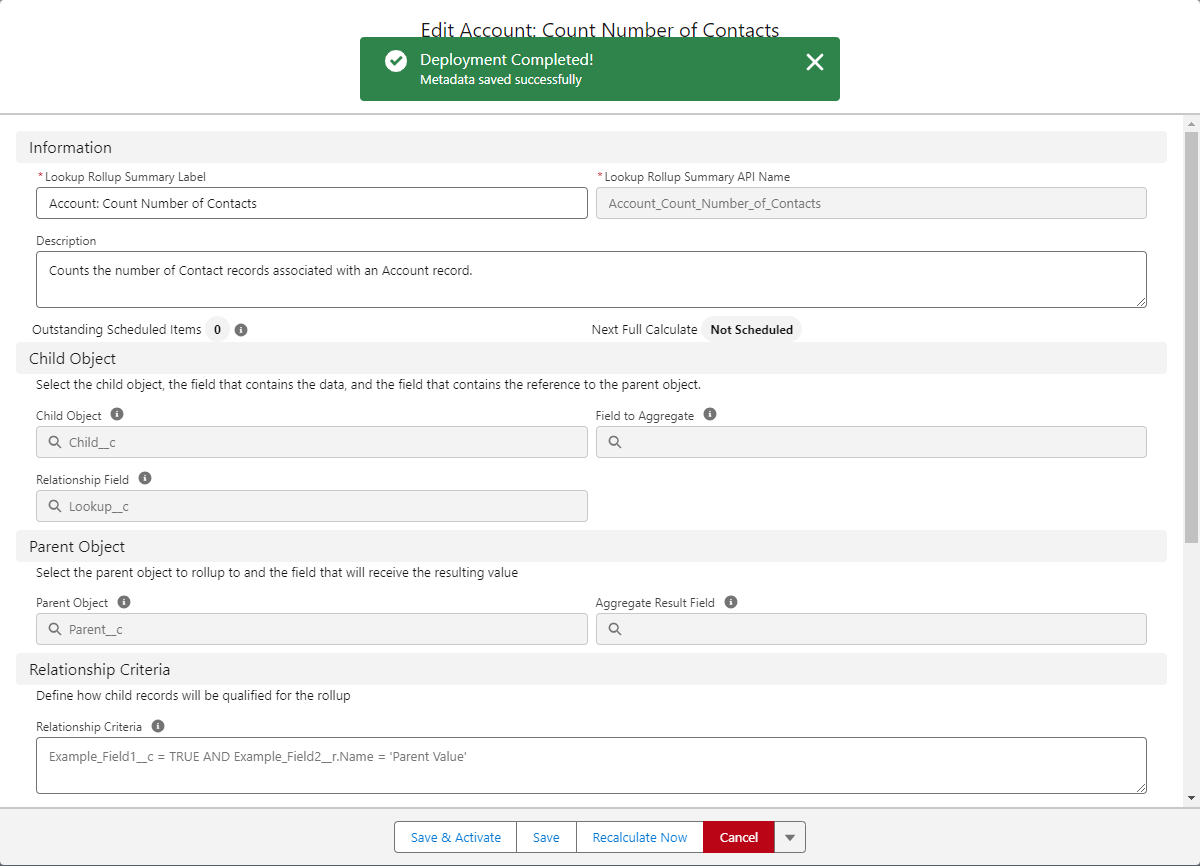 Edit Account: Count Number of Contacts
Deployment Completed!
Metadata saved successfully
Information
*Lookup Rollup Summary Label
*Lookup Rollup Summary API Name
Account: Count Number of Contacts
Account_Count_Number_of_Contacts
Description
Counts the number of Contact records associated with an Account record.
Outstanding Scheduled Items 0
Next Full Calculate Not Scheduled
Child Object
Select the child object, the field that contains the data, and the field that contains the reference to the parent object.
Child Object
Field to Aggregate
Child__c
Relationship Field
Lookup__c
Parent Object
Select the parent object to rollup to and the field that will receive the resulting value
Parent Object
Aggregate Result Field
Parent__c
Relationship Criteria
Define how child records will be qualified for the rollup
Relationship Criteria
Example_Field1__c = TRUE AND Example_Field2__r.Name = 'Parent Value'
Save & Activate
Save
Recalculate Now
Cancel